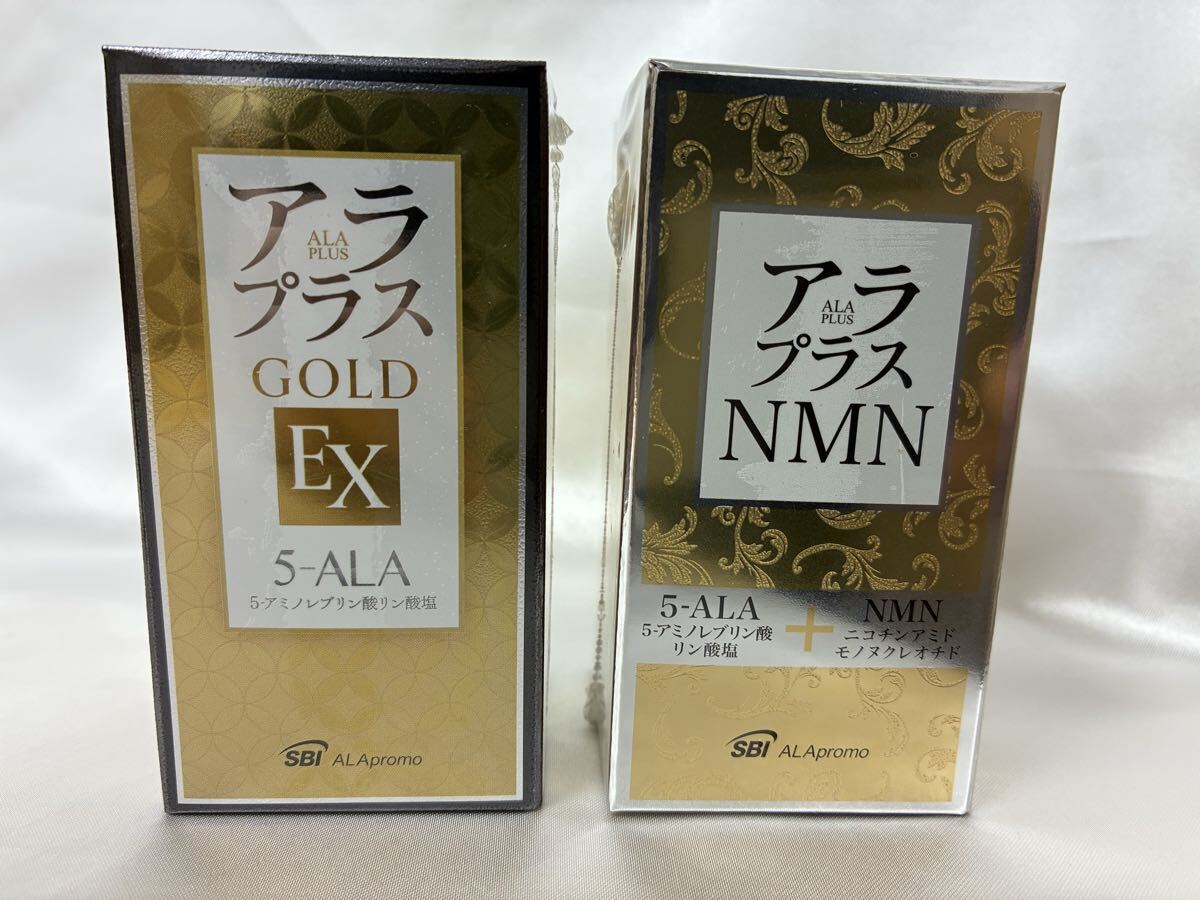 アラ
ALA
PLUS
プラス
GOLD
EX
5-ALA
5-アミノレブリン酸リン酸塩
SBI ALApromo
アラ
ALA
PLUS
プラス
NMN
5-ALA
5-アミノレブリン酸
リン酸塩
+
NMN
ニコチンアミド
モノヌクレオチド
SBI ALApromo